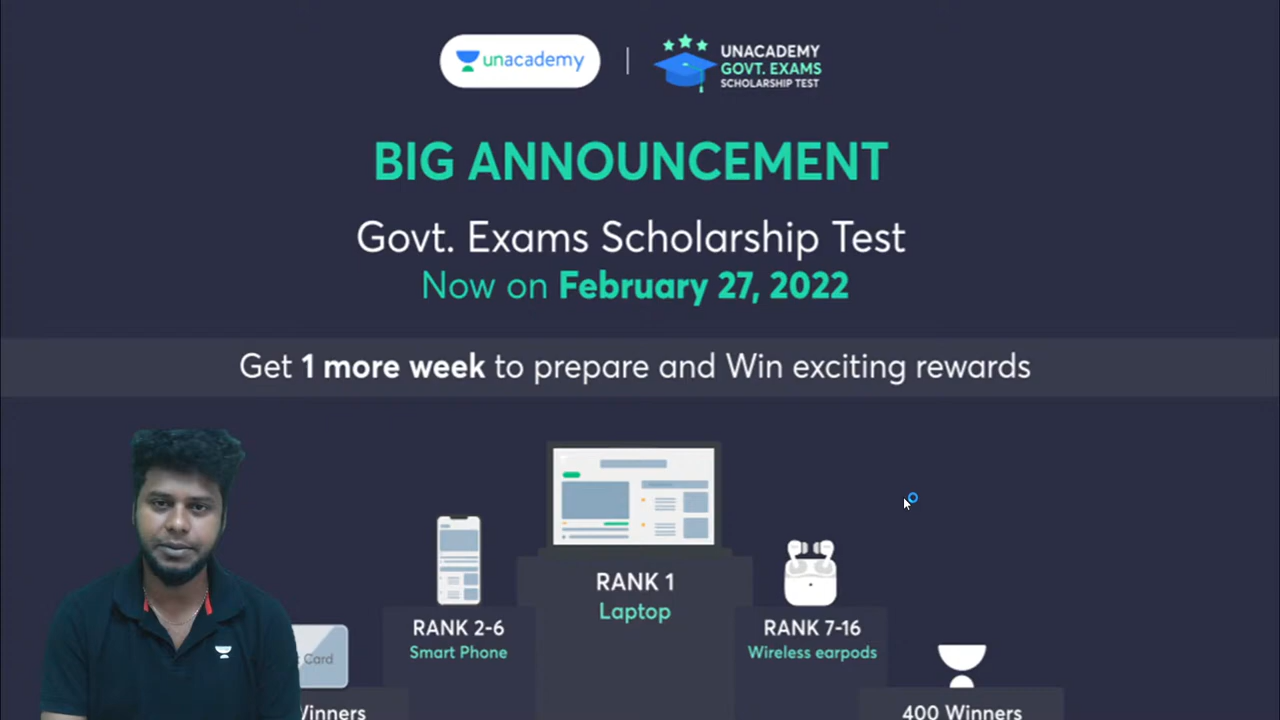 unacademy
UNACADEMY
GOVT. EXAMS
SCHOLARSHIP TEST
BIG ANNOUNCEMENT
Govt. Exams Scholarship Test
Now on February 27, 2022
Get 1 more week to prepare and Win exciting rewards
RANK 1
Laptop
RANK 2-6
Smart Phone
RANK 7-16
Wireless earpods
Card
400 Winners